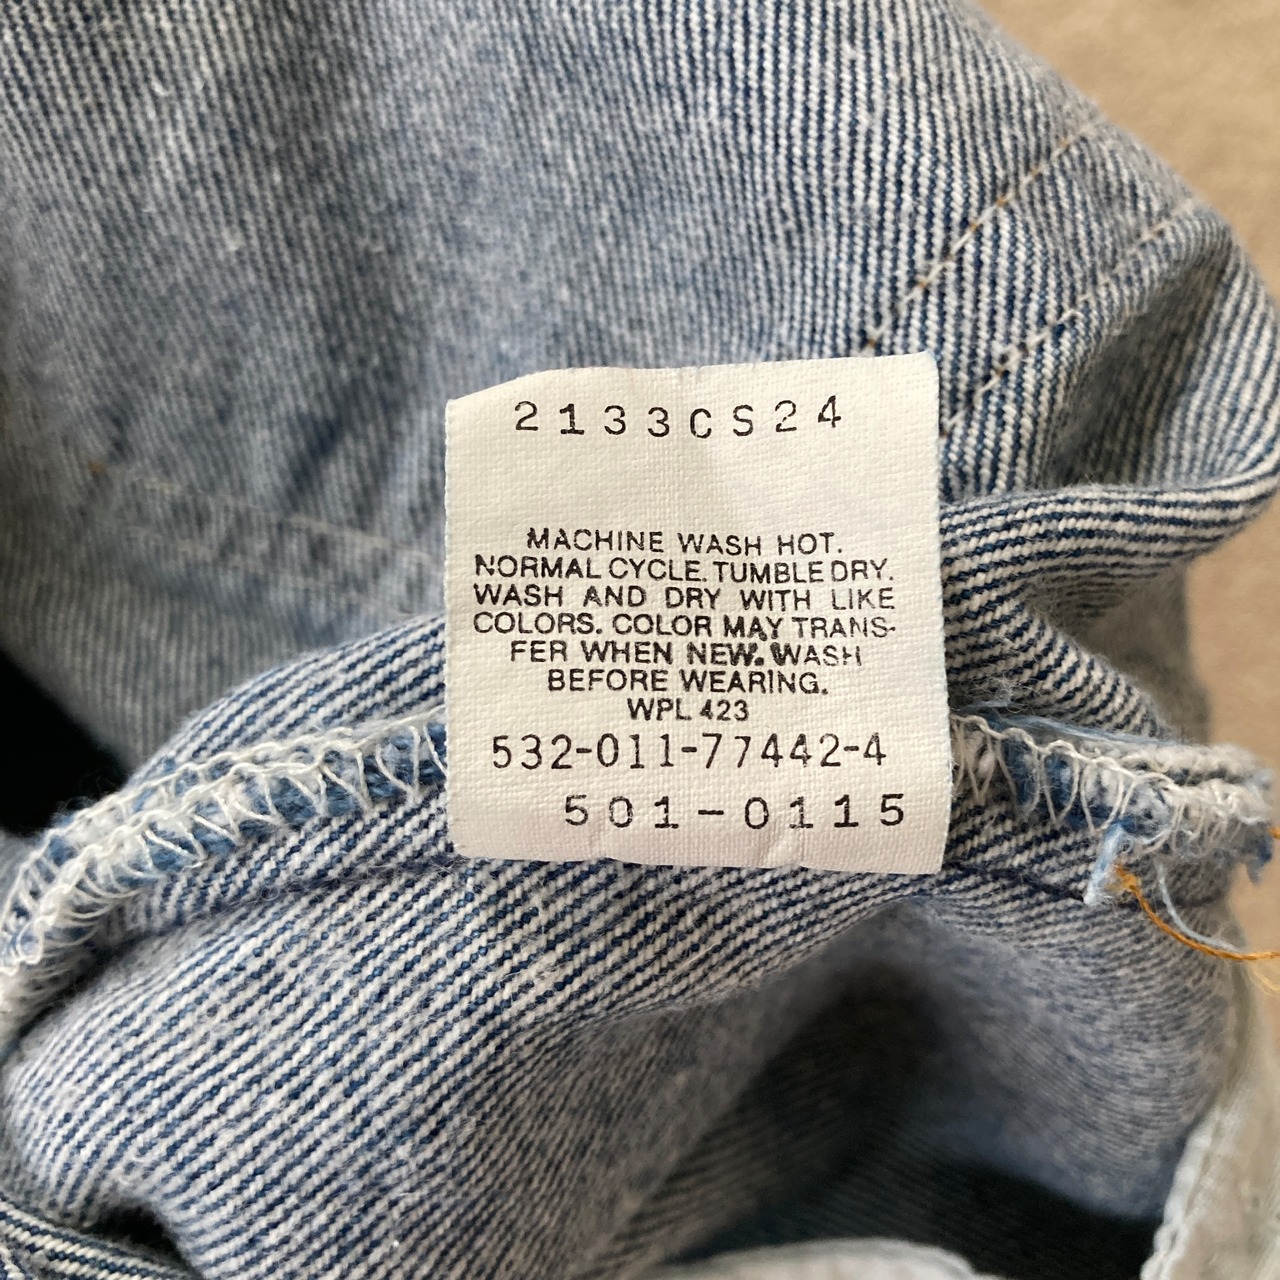 2133CS24
MACHINE WASH HOT.
NORMAL CYCLE. TUMBLE DRY.
WASH AND DRY WITH LIKE
COLORS. COLOR MAY TRANS-
FER WHEN NEW. WASH
BEFORE WEARING.
WPL 423
532-011-77442-4
501-0115